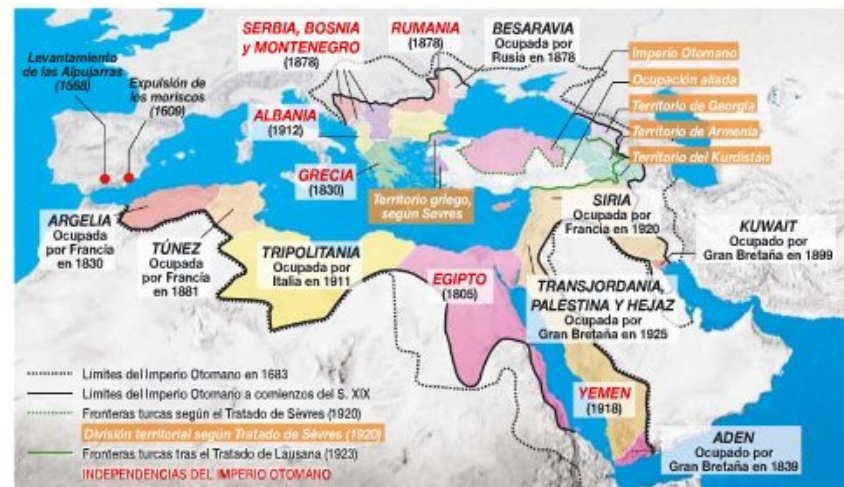 SERBIA, BOSNIA
y MONTENEGRO
(1878)
RUMANIA
(1878)
BESARAVIA
Ocupada por
Rusia en 1878
Levantamiento
de las Alpujarras
(1568)
Expulsión de
los moriscos
(1609)
Imperio Otomano
Ocupación aliada
Territorio de Georgia
Territorio de Armenia
Territorio del Kurdistán
ALBANIA
(1912)
GRECIA
(1830)
Territorio griego,
según Sevres
ARGELIA
Ocupada
por Francia
en 1830
TÚNEZ
Ocupada
por Francia
en 1881
TRIPOLITANIA
Ocupada por
Italia en 1911
EGIPTO
(1805)
SIRIA
Ocupada por
Francia en 1920
KUWAIT
Ocupado por
Gran Bretaña en 1899
TRANSJORDANIA,
PALESTINA Y HEJAZ
Ocupada por
Gran Bretaña
en 1925
YEMEN
(1918)
ADEN
Ocupado por
Gran Bretaña en 1839
Límites del Imperio Otomano en 1683
Límites del Imperio Otomano a comienzos del S. XIX
Fronteras turcas según el Tratado de Sèvres (1920)
División territorial según Tratado de Sèvres (1920)
Fronteras turcas tras el Tratado de Lausana (1923)
INDEPENDENCIAS DEL IMPERIO OTOMANO